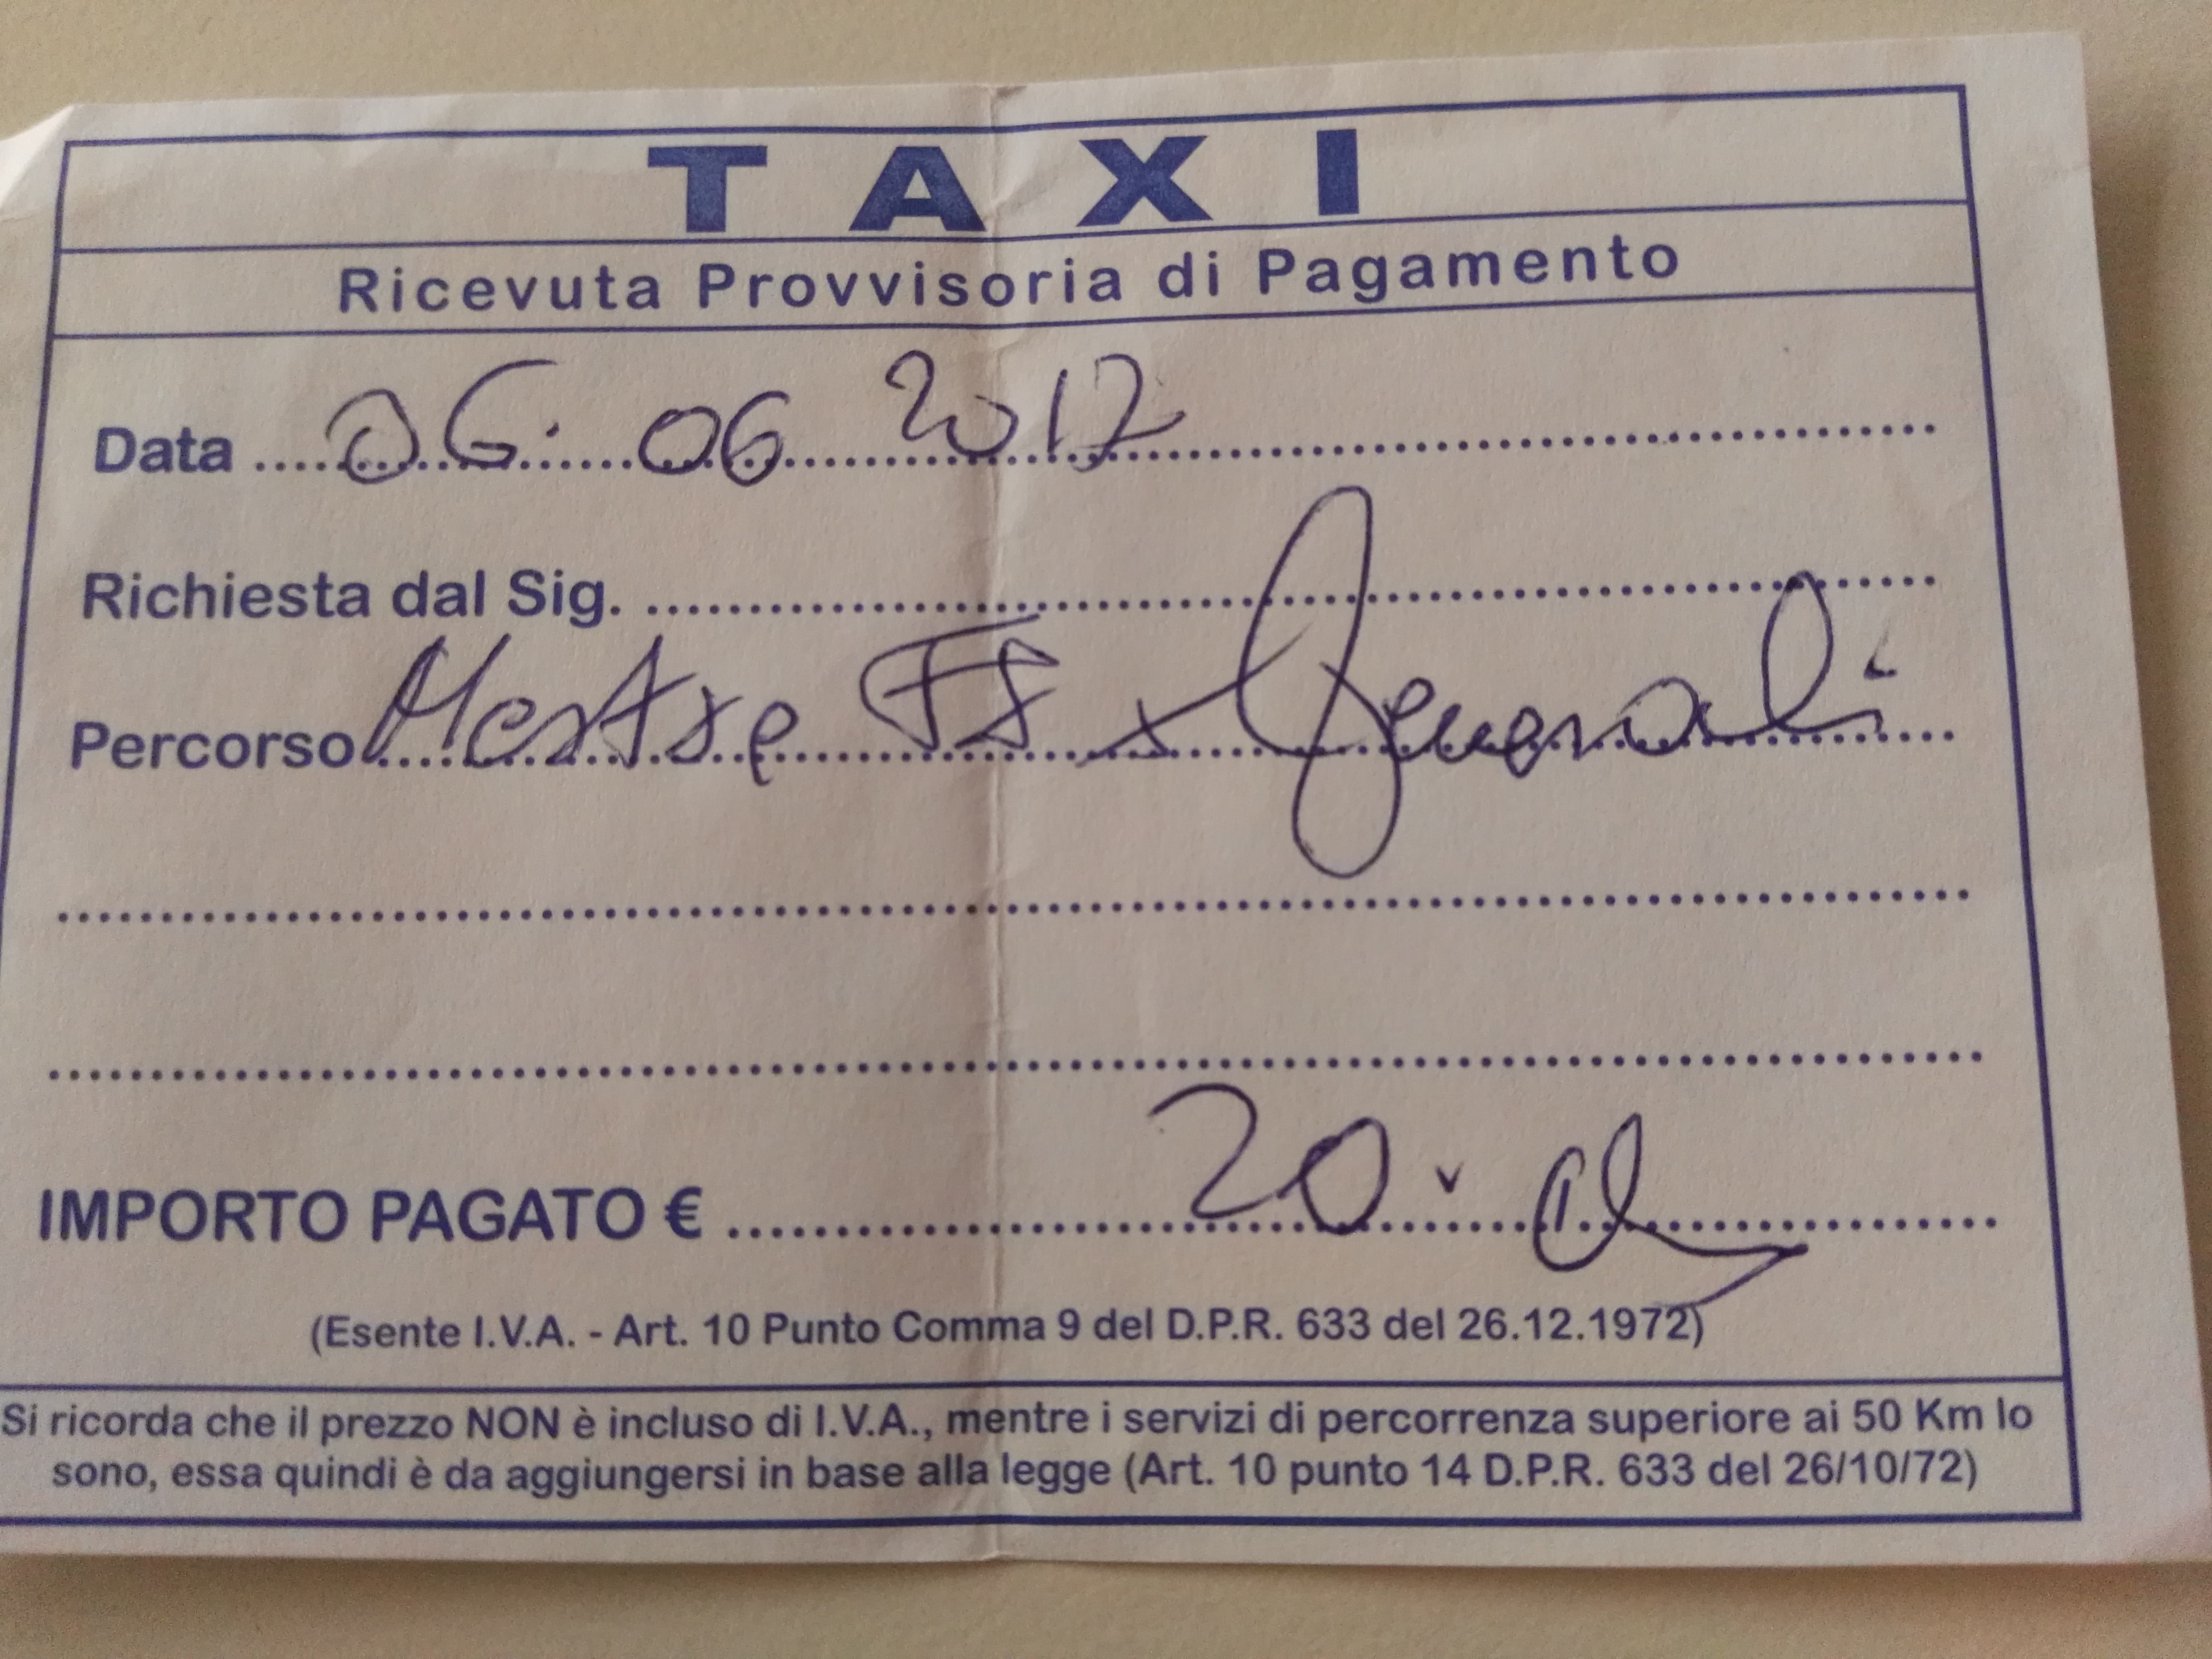 TAXI
Ricevuta Provvisoria di Pagamento
Data 06. 06 2017
Richiesta dal Sig.
Percorso Mestre FS x Generali
IMPORTO PAGATO € 20
(Esente I.V.A. - Art. 10 Punto Comma 9 del D.P.R. 633 del 26.12.1972)
Si ricorda che il prezzo NON è incluso di I.V.A., mentre i servizi di percorrenza superiore ai 50 Km lo
sono, essa quindi è da aggiungersi in base alla legge (Art. 10 punto 14 D.P.R. 633 del 26/10/72)